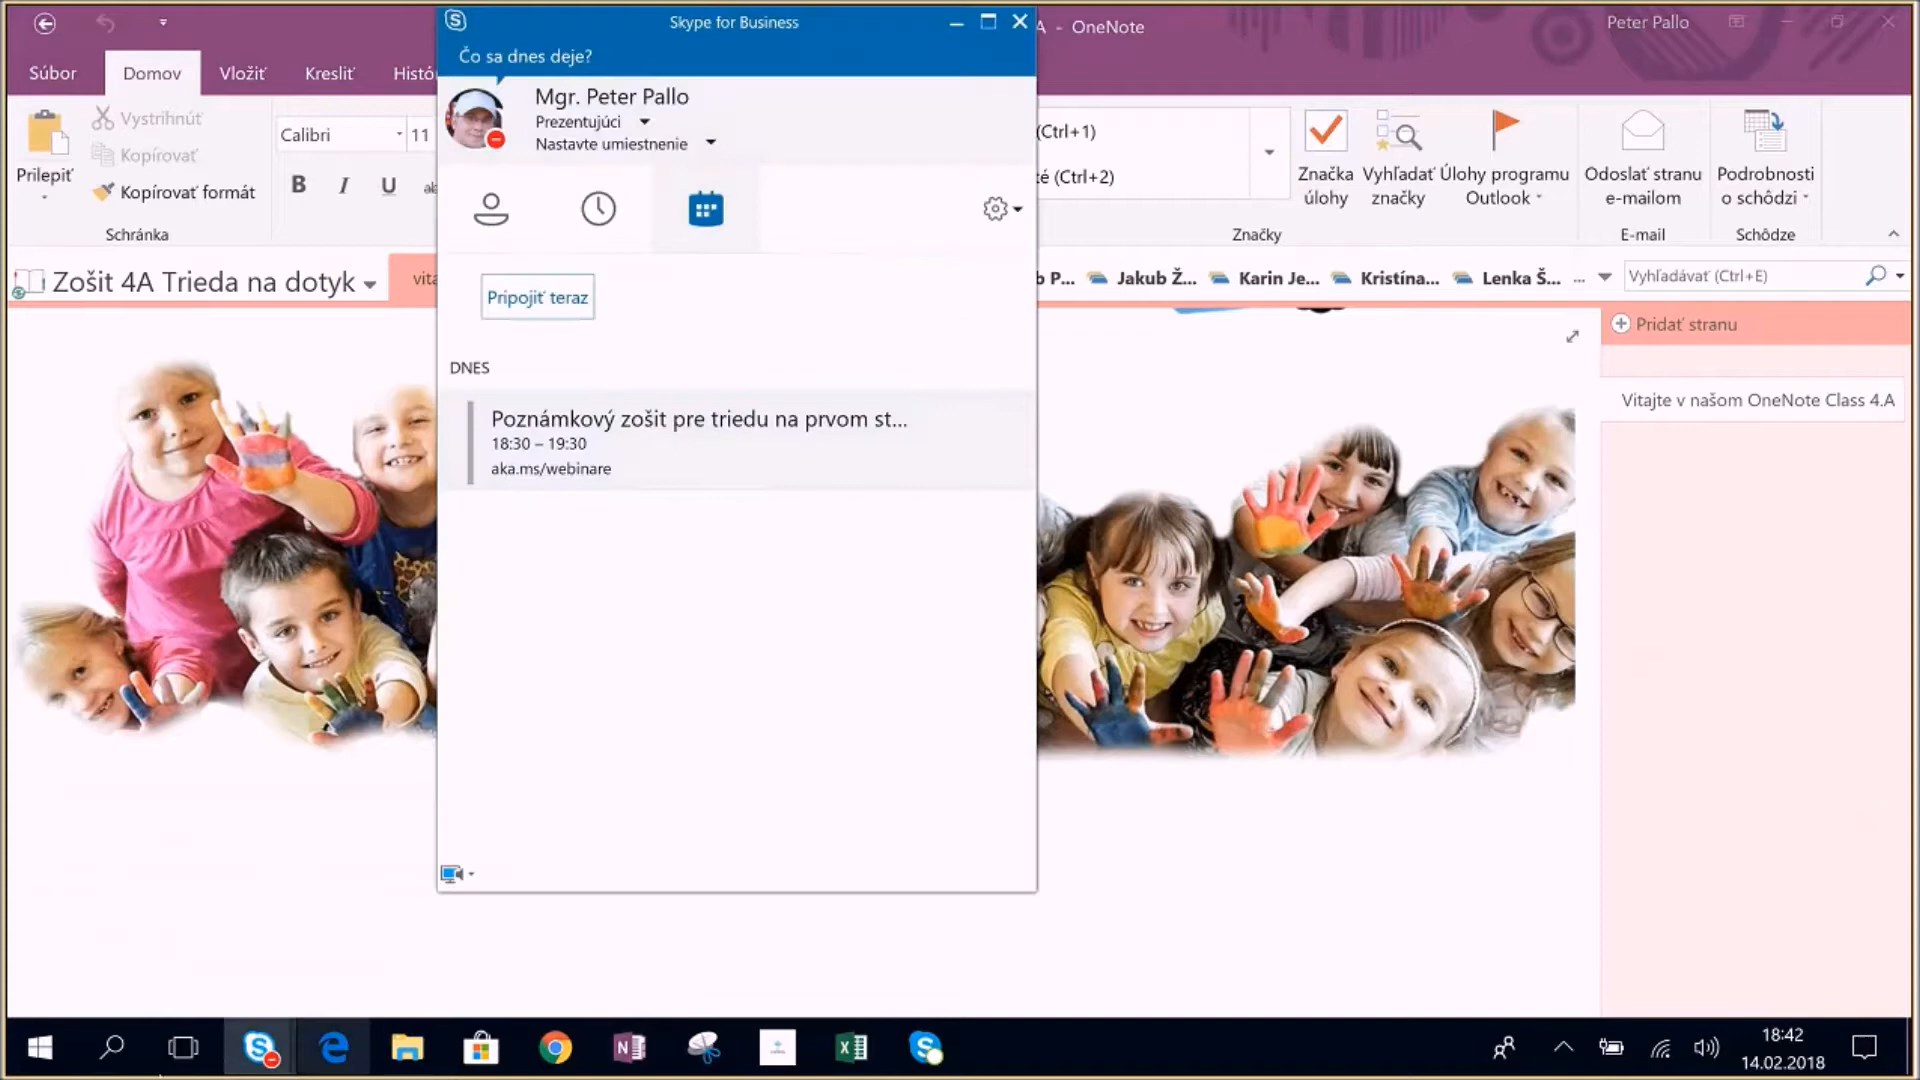 Skype for Business
Čo sa dnes deje?
Mgr. Peter Pallo
Prezentujúci
Nastavte umiestnenie
Pripojiť teraz
DNES
Poznámkový zošit pre triedu na prvom st...
18:30 – 19:30
aka.ms/webinare
A - OneNote
Peter Pallo
Súbor
Domov
Vložiť
Kresliť
Histó
Prilepiť
Vystrihnúť
Kopírovať
Kopírovať formát
Schránka
Calibri
11
B I U ab
(Ctrl+1)
té (Ctrl+2)
Značka úlohy
Vyhľadať značky
Úlohy programu Outlook
Značky
Odoslať stranu e-mailom
E-mail
Podrobnosti o schôdzi
Schôdze
Zošit 4A Trieda na dotyk
vita
b P...
Jakub Ž...
Karin Je...
Kristína...
Lenka Š...
...
Vyhľadávať (Ctrl+E)
Pridať stranu
Vitajte v našom OneNote Class 4.A
18:42
14.02.2018